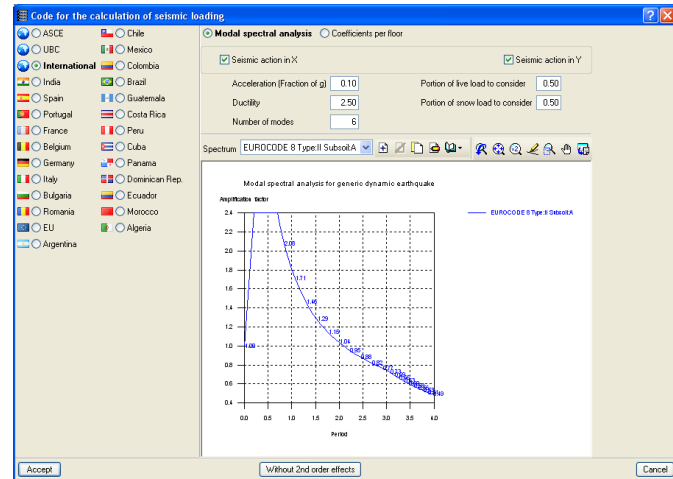 Code for the calculation of seismic loading
ASCE
Chile
UBC
Mexico
International
Colombia
India
Brazil
Spain
Guatemala
Portugal
Costa Rica
France
Peru
Belgium
Cuba
Germany
Panama
Italy
Dominican Rep.
Bulgaria
Ecuador
Romania
Morocco
EU
Algeria
Argentina
Modal spectral analysis
Coefficients per floor
Seismic action in X
Seismic action in Y
Acceleration (Fraction of g) 0.10
Portion of live load to consider 0.50
Ductility 2.50
Portion of snow load to consider 0.50
Number of modes 6
Spectrum EUROCODE 8 Type:II Subsoil:A
Modal spectral analysis for generic dynamic earthquake
Amplification factor
EUROCODE 8 Type:II Subsoil:A
2.4
2.2
2.0
1.8
1.6
1.4
1.2
1.0
0.8
0.6
0.4
2.08
1.71
1.46
1.29
1.15
1.04
0.95
0.88
0.82
1.00
0.49
0.0 0.5 1.0 1.5 2.0 2.5 3.0 3.5 4.0
Period
Accept
Without 2nd order effects
Cancel